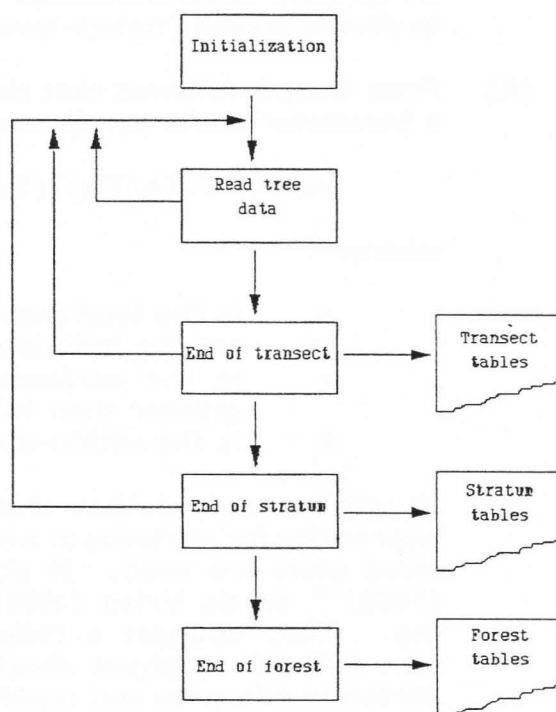 Initialization
Read tree
data
End of transect
Transect
tables
End of stratum
Stratum
tables
End of forest
Forest
tables